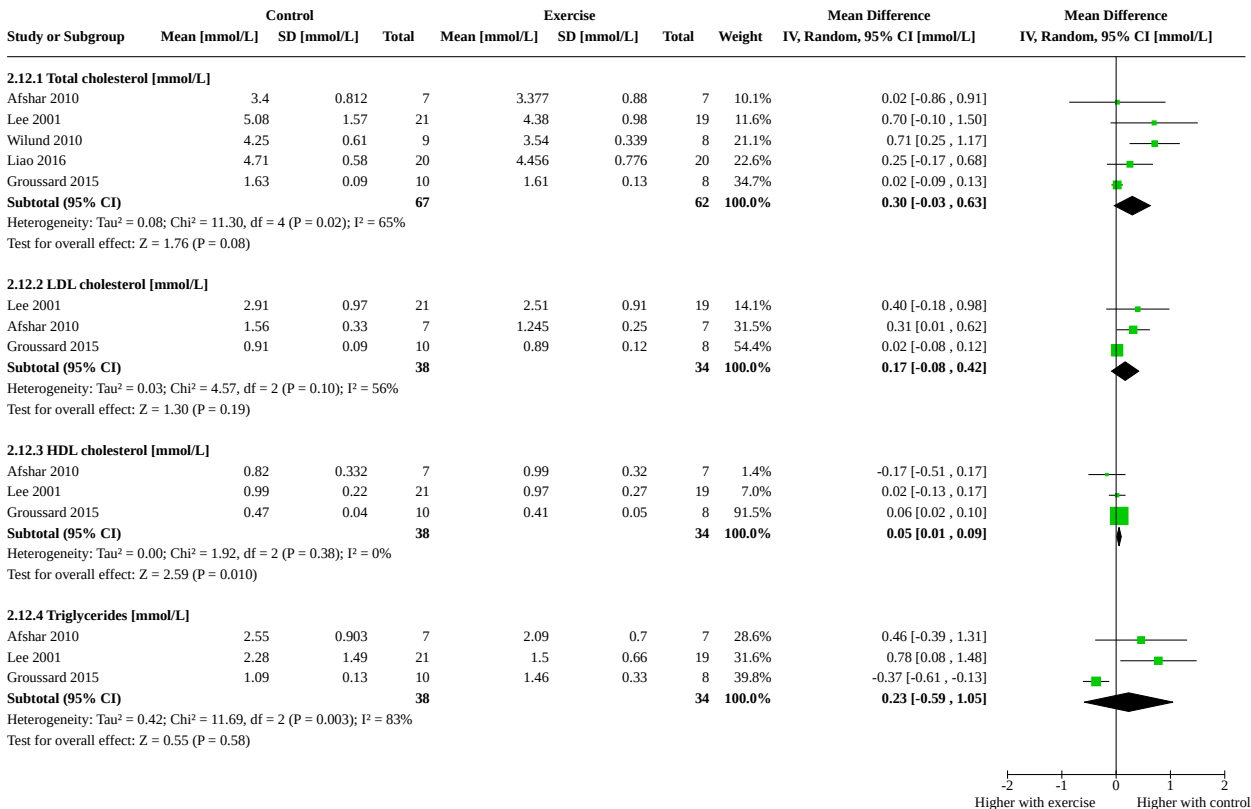 Control Exercise Mean Difference Mean Difference
Study or Subgroup Mean [mmol/L] SD [mmol/L] Total Mean [mmol/L] SD [mmol/L] Total Weight IV, Random, 95% CI [mmol/L] IV, Random, 95% CI [mmol/L]
2.12.1 Total cholesterol [mmol/L]
Afshar 2010 3.4 0.812 7 3.377 0.88 7 10.1% 0.02 [-0.86 , 0.91]
Lee 2001 5.08 1.57 21 4.38 0.98 19 11.6% 0.70 [-0.10 , 1.50]
Wilund 2010 4.25 0.61 9 3.54 0.339 8 21.1% 0.71 [0.25 , 1.17]
Liao 2016 4.71 0.58 20 4.456 0.776 20 22.6% 0.25 [-0.17 , 0.68]
Groussard 2015 1.63 0.09 10 1.61 0.13 8 34.7% 0.02 [-0.09 , 0.13]
Subtotal (95% CI) 67 62 100.0% 0.30 [-0.03 , 0.63]
Heterogeneity: Tau² = 0.08; Chi² = 11.30, df = 4 (P = 0.02); I² = 65%
Test for overall effect: Z = 1.76 (P = 0.08)
2.12.2 LDL cholesterol [mmol/L]
Lee 2001 2.91 0.97 21 2.51 0.91 19 14.1% 0.40 [-0.18 , 0.98]
Afshar 2010 1.56 0.33 7 1.245 0.25 7 31.5% 0.31 [0.01 , 0.62]
Groussard 2015 0.91 0.09 10 0.89 0.12 8 54.4% 0.02 [-0.08 , 0.12]
Subtotal (95% CI) 38 34 100.0% 0.17 [-0.08 , 0.42]
Heterogeneity: Tau² = 0.03; Chi² = 4.57, df = 2 (P = 0.10); I² = 56%
Test for overall effect: Z = 1.30 (P = 0.19)
2.12.3 HDL cholesterol [mmol/L]
Afshar 2010 0.82 0.332 7 0.99 0.32 7 1.4% -0.17 [-0.51 , 0.17]
Lee 2001 0.99 0.22 21 0.97 0.27 19 7.0% 0.02 [-0.13 , 0.17]
Groussard 2015 0.47 0.04 10 0.41 0.05 8 91.5% 0.06 [0.02 , 0.10]
Subtotal (95% CI) 38 34 100.0% 0.05 [0.01 , 0.09]
Heterogeneity: Tau² = 0.00; Chi² = 1.92, df = 2 (P = 0.38); I² = 0%
Test for overall effect: Z = 2.59 (P = 0.010)
2.12.4 Triglycerides [mmol/L]
Afshar 2010 2.55 0.903 7 2.09 0.7 7 28.6% 0.46 [-0.39 , 1.31]
Lee 2001 2.28 1.49 21 1.5 0.66 19 31.6% 0.78 [0.08 , 1.48]
Groussard 2015 1.09 0.13 10 1.46 0.33 8 39.8% -0.37 [-0.61 , -0.13]
Subtotal (95% CI) 38 34 100.0% 0.23 [-0.59 , 1.05]
Heterogeneity: Tau² = 0.42; Chi² = 11.69, df = 2 (P = 0.003); I² = 83%
Test for overall effect: Z = 0.55 (P = 0.58)
-2 -1 0 1 2
Higher with exercise Higher with control